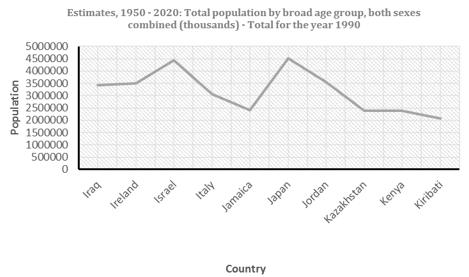 Estimates, 1950 - 2020: Total population by broad age group, both sexes
combined (thousands) - Total for the year 1990
5000000
4500000
4000000
3500000
3000000
2500000
2000000
1500000
1000000
500000
0
Population
Iraq
Ireland
Israel
Italy
Jamaica
Japan
Jordan
Kazakhstan
Kenya
Kiribati
Country